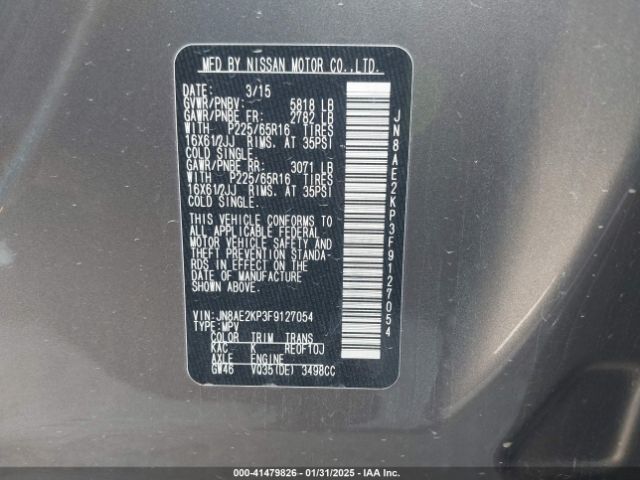 MFD BY NISSAN MOTOR CO.,LTD.
DATE: 3/15
GVWR/PNBV: 5818 LB
GAWR/PNBE FR: 2782 LB
WITH P225/65R16 TIRES
16X61/2JJ RIMS. AT 35PSI
COLD SINGLE.
GAWR/PNBE RR: 3071 LB
WITH P225/65R16 TIRES
16X61/2JJ RIMS. AT 35PSI
COLD SINGLE.
THIS VEHICLE CONFORMS TO
ALL APPLICABLE FEDERAL
MOTOR VEHICLE SAFETY AND
THEFT PREVENTION STANDA-
RDS IN EFFECT ON THE
DATE OF MANUFACTURE
SHOWN ABOVE.
VIN: JN8AE2KP3F9127054
TYPE: MPV
COLOR TRIM TRANS
KAC K RE0F10J
AXLE ENGINE
GW46 VQ35(DE) 3498CC
JN8AE2KP3F9127054
000-41479826 - 01/31/2025 - IAA Inc.